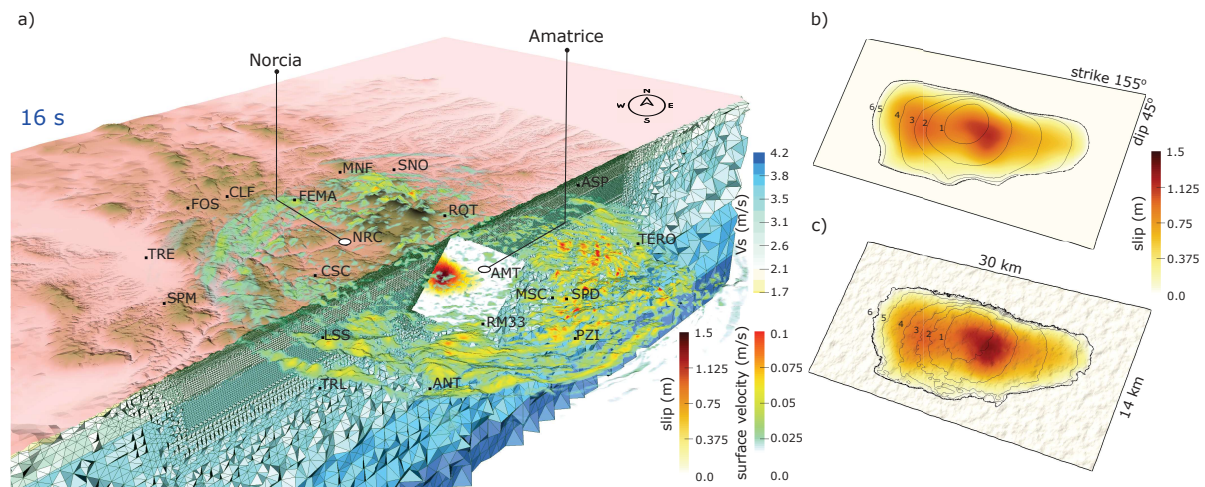 a)
Norcia
Amatrice
16 s
N
W E
S
MNF
SNO
CLF
FEMA
FOS
RQT
ASP
TRE
NRC
TERO
CSC
AMT
SPM
MSC
SPD
RM33
LSS
PZI
TRL
ANT
Vs (m/s)
4.2
3.9
3.7
3.4
3.1
2.6
2.1
1.7
slip (m)
1.5
1.125
0.75
0.375
0.0
surface velocity (m/s)
0.1
0.075
0.05
0.025
0.0
b)
strike 155°
dip 45°
6 5 4 3 2 1
slip (m)
1.5
1.125
0.75
0.375
0.0
c)
30 km
14 km
6 5 4 3 2 1